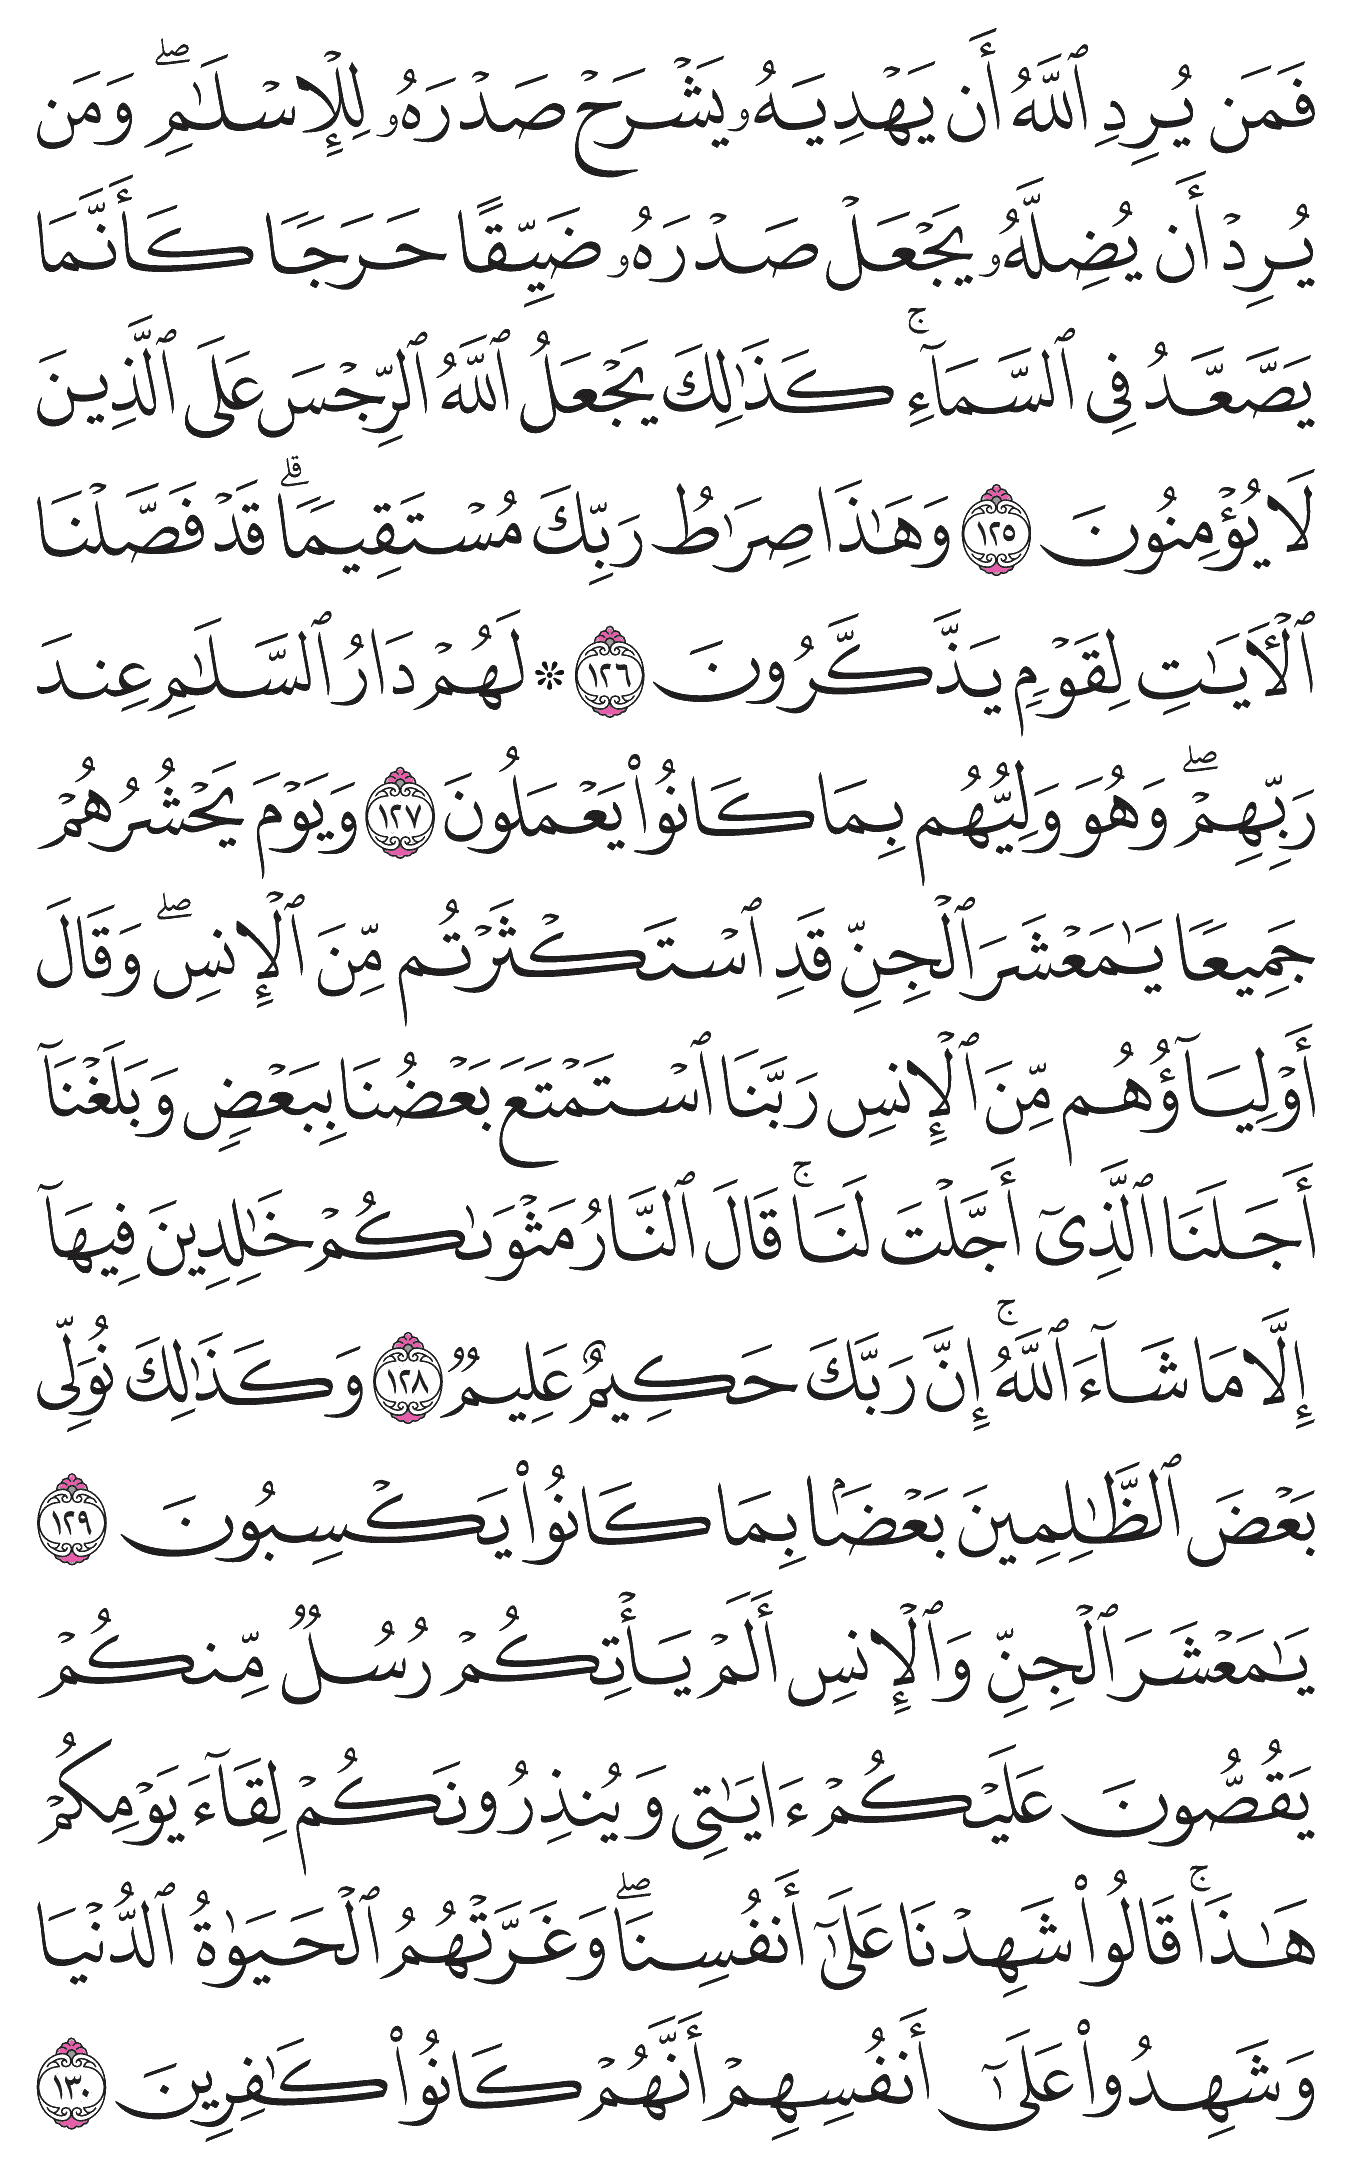 فَمَن يُرِدِ ٱللَّهُ أَن يَهۡدِيَهُۥ يَشۡرَحۡ صَدۡرَهُۥ لِلۡإِسۡلَٰمِۖ وَمَن
يُرِدۡ أَن يُضِلَّهُۥ يَجۡعَلۡ صَدۡرَهُۥ ضَيِّقًا حَرَجٗا كَأَنَّمَا
يَصَّعَّدُ فِي ٱلسَّمَآءِۚ كَذَٰلِكَ يَجۡعَلُ ٱللَّهُ ٱلرِّجۡسَ عَلَى ٱلَّذِينَ
لَا يُؤۡمِنُونَ ١٢٥ وَهَٰذَا صِرَٰطُ رَبِّكَ مُسۡتَقِيمٗاۗ قَدۡ فَصَّلۡنَا
ٱلۡأٓيَٰتِ لِقَوۡمٖ يَذَّكَّرُونَ ١٢٦ ۞ لَهُمۡ دَارُ ٱلسَّلَٰمِ عِندَ
رَبِّهِمۡۖ وَهُوَ وَلِيُّهُم بِمَا كَانُواْ يَعۡمَلُونَ ١٢٧ وَيَوۡمَ يَحۡشُرُهُمۡ
جَمِيعٗا يَٰمَعۡشَرَ ٱلۡجِنِّ قَدِ ٱسۡتَكۡثَرۡتُم مِّنَ ٱلۡإِنسِۖ وَقَالَ
أَوۡلِيَآؤُهُم مِّنَ ٱلۡإِنسِ رَبَّنَا ٱسۡتَمۡتَعَ بَعۡضُنَا بِبَعۡضٖ وَبَلَغۡنَآ
أَجَلَنَا ٱلَّذِيٓ أَجَّلۡتَ لَنَاۚ قَالَ ٱلنَّارُ مَثۡوَىٰكُمۡ خَٰلِدِينَ فِيهَآ
إِلَّا مَا شَآءَ ٱللَّهُۚ إِنَّ رَبَّكَ حَكِيمٌ عَلِيمٞ ١٢٨ وَكَذَٰلِكَ نُوَلِّي
بَعۡضَ ٱلظَّٰلِمِينَ بَعۡضَۢا بِمَا كَانُواْ يَكۡسِبُونَ ١٢٩
يَٰمَعۡشَرَ ٱلۡجِنِّ وَٱلۡإِنسِ أَلَمۡ يَأۡتِكُمۡ رُسُلٞ مِّنكُمۡ
يَقُصُّونَ عَلَيۡكُمۡ ءَايَٰتِي وَيُنذِرُونَكُمۡ لِقَآءَ يَوۡمِكُمۡ
هَٰذَاۚ قَالُواْ شَهِدۡنَا عَلَىٰٓ أَنفُسِنَاۖ وَغَرَّتۡهُمُ ٱلۡحَيَوٰةُ ٱلدُّنۡيَا
وَشَهِدُواْ عَلَىٰٓ أَنفُسِهِمۡ أَنَّهُمۡ كَانُواْ كَٰفِرِينَ ١٣٠